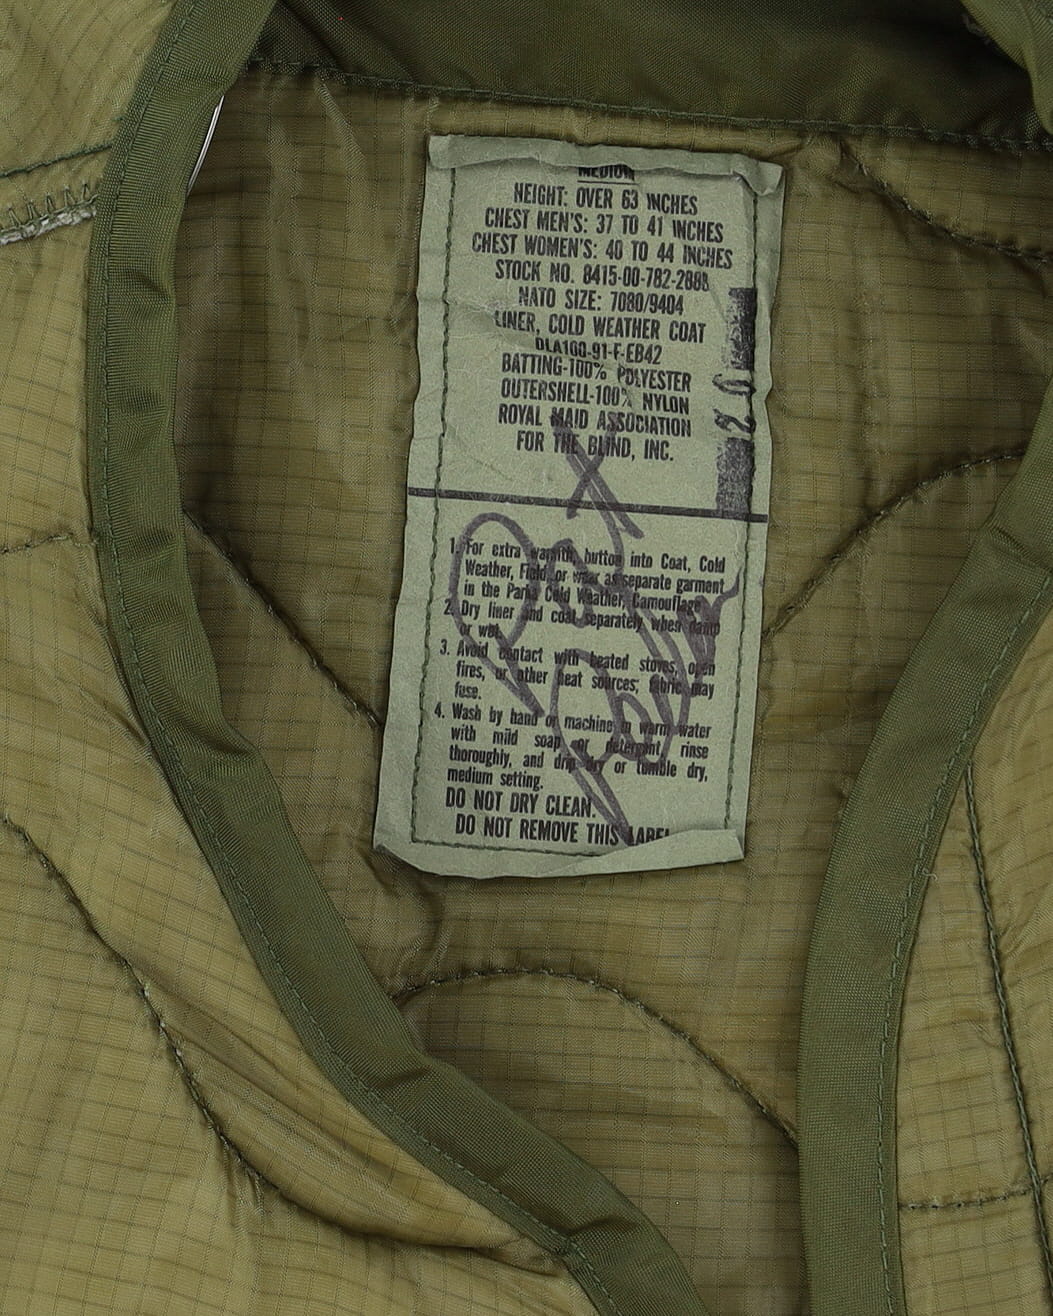 MEDIUM
HEIGHT: OVER 63 INCHES
CHEST MEN'S: 37 TO 41 INCHES
CHEST WOMEN'S: 40 TO 44 INCHES
STOCK NO. 8415-00-782-2888
NATO SIZE: 7080/9404
LINER, COLD WEATHER COAT
DLA100-91-F-EB42
BATTING-100% POLYESTER
OUTERSHELL-100% NYLON
ROYAL MAID ASSOCIATION
FOR THE BLIND, INC.
1. For extra warmth, button into Coat, Cold
Weather, Field, or wear as separate garment
in the Parka Cold Weather, Camouflage
2. Dry liner and coat separately when damp
or wet.
3. Avoid contact with heated stoves, open
fires, or other heat sources; fabric may
fuse.
4. Wash by hand or machine in warm water
with mild soap or detergent, rinse
thoroughly, and drip dry or tumble dry,
medium setting.
DO NOT DRY CLEAN.
DO NOT REMOVE THIS LABEL